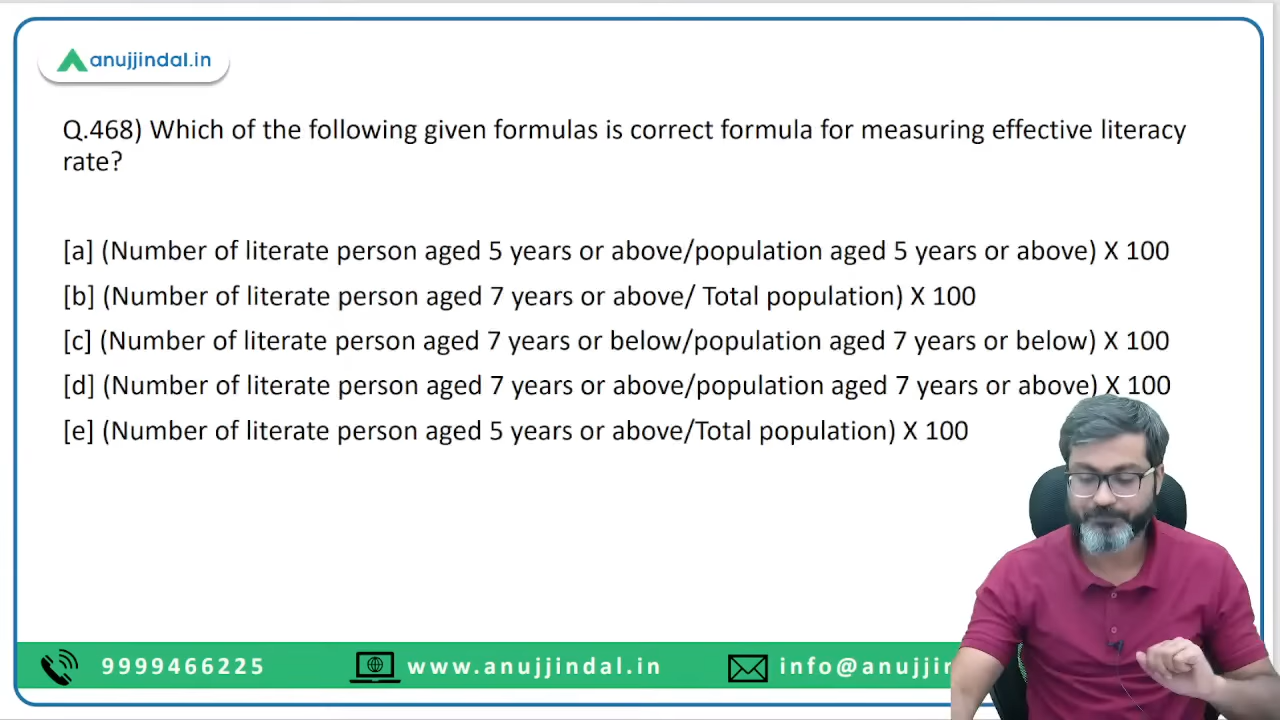 anujjindal.in
Q.468) Which of the following given formulas is correct formula for measuring effective literacy
rate?
[a] (Number of literate person aged 5 years or above/population aged 5 years or above) X 100
[b] (Number of literate person aged 7 years or above/ Total population) X 100
[c] (Number of literate person aged 7 years or below/population aged 7 years or below) X 100
[d] (Number of literate person aged 7 years or above/population aged 7 years or above) X 100
[e] (Number of literate person aged 5 years or above/Total population) X 100
9999466225 www.anujjindal.in